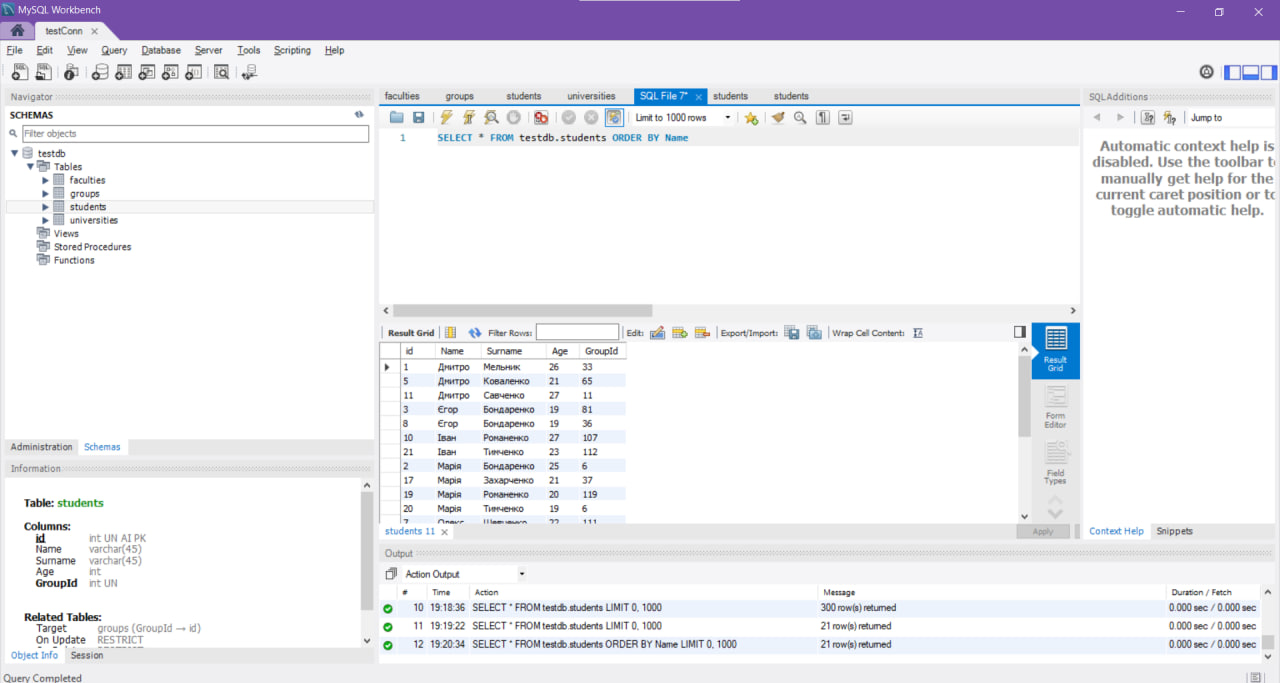 MySQL Workbench
testConn
File Edit View Query Database Server Tools Scripting Help
Navigator
SCHEMAS
Filter objects
testdb
Tables
faculties
groups
students
universities
Views
Stored Procedures
Functions
Administration Schemas
Information
Table: students
Columns:
id int UN AI PK
Name varchar(45)
Surname varchar(45)
Age int
GroupId int UN
Related Tables:
Target groups (GroupId → id)
On Update RESTRICT
Object Info Session
Query Completed
faculties groups students universities SQL File 7* students students
Limit to 1000 rows
1 SELECT * FROM testdb.students ORDER BY Name
Result Grid Filter Rows: Edit: Export/Import: Wrap Cell Content:
id Name Surname Age GroupId
1 Дмитро Мельник 26 33
5 Дмитро Коваленко 21 65
11 Дмитро Савченко 27 11
3 Єгор Бондаренко 19 81
8 Єгор Бондаренко 19 36
10 Іван Романенко 27 107
21 Іван Тимченко 23 112
2 Марія Бондаренко 25 6
17 Марія Захарченко 21 37
19 Марія Романенко 20 119
20 Марія Тимченко 19 6
7 Олекс Шевченко 22 111
Result
Grid
Form
Editor
Field
Types
students 11
Apply
Output
Action Output
# Time Action Message Duration / Fetch
10 19:18:36 SELECT * FROM testdb.students LIMIT 0, 1000 300 row(s) returned 0.000 sec / 0.000 sec
11 19:19:22 SELECT * FROM testdb.students LIMIT 0, 1000 21 row(s) returned 0.000 sec / 0.000 sec
12 19:20:34 SELECT * FROM testdb.students ORDER BY Name LIMIT 0, 1000 21 row(s) returned 0.000 sec / 0.000 sec
SQLAdditions
Jump to
Automatic context help is
disabled. Use the toolbar t
manually get help for the
current caret position or to
toggle automatic help.
Context Help Snippets